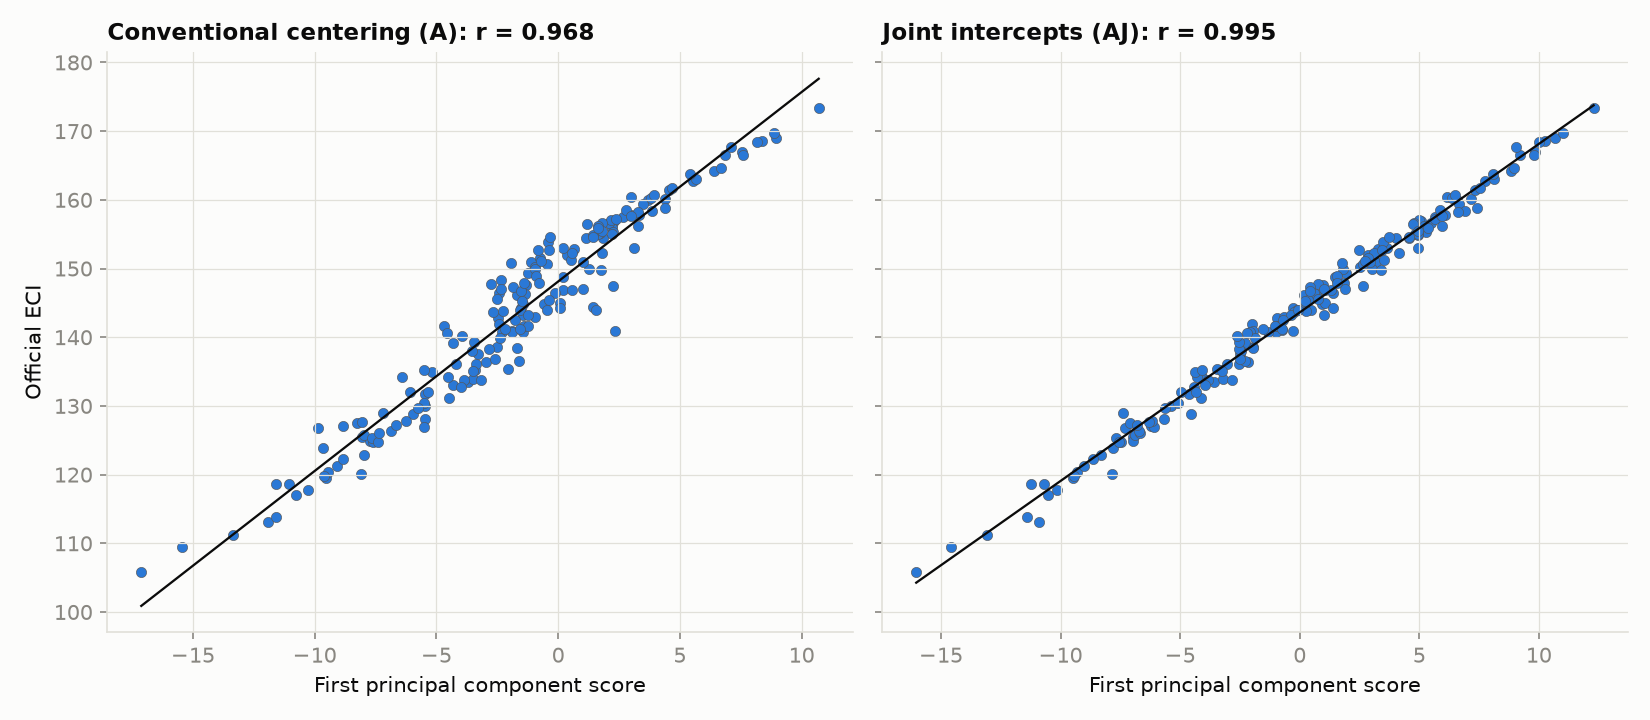 Conventional centering (A): r = 0.968
Joint intercepts (AJ): r = 0.995
Official ECI
180
170
160
150
140
130
120
110
100
−15 −10 −5 0 5 10
−15 −10 −5 0 5 10
First principal component score
First principal component score